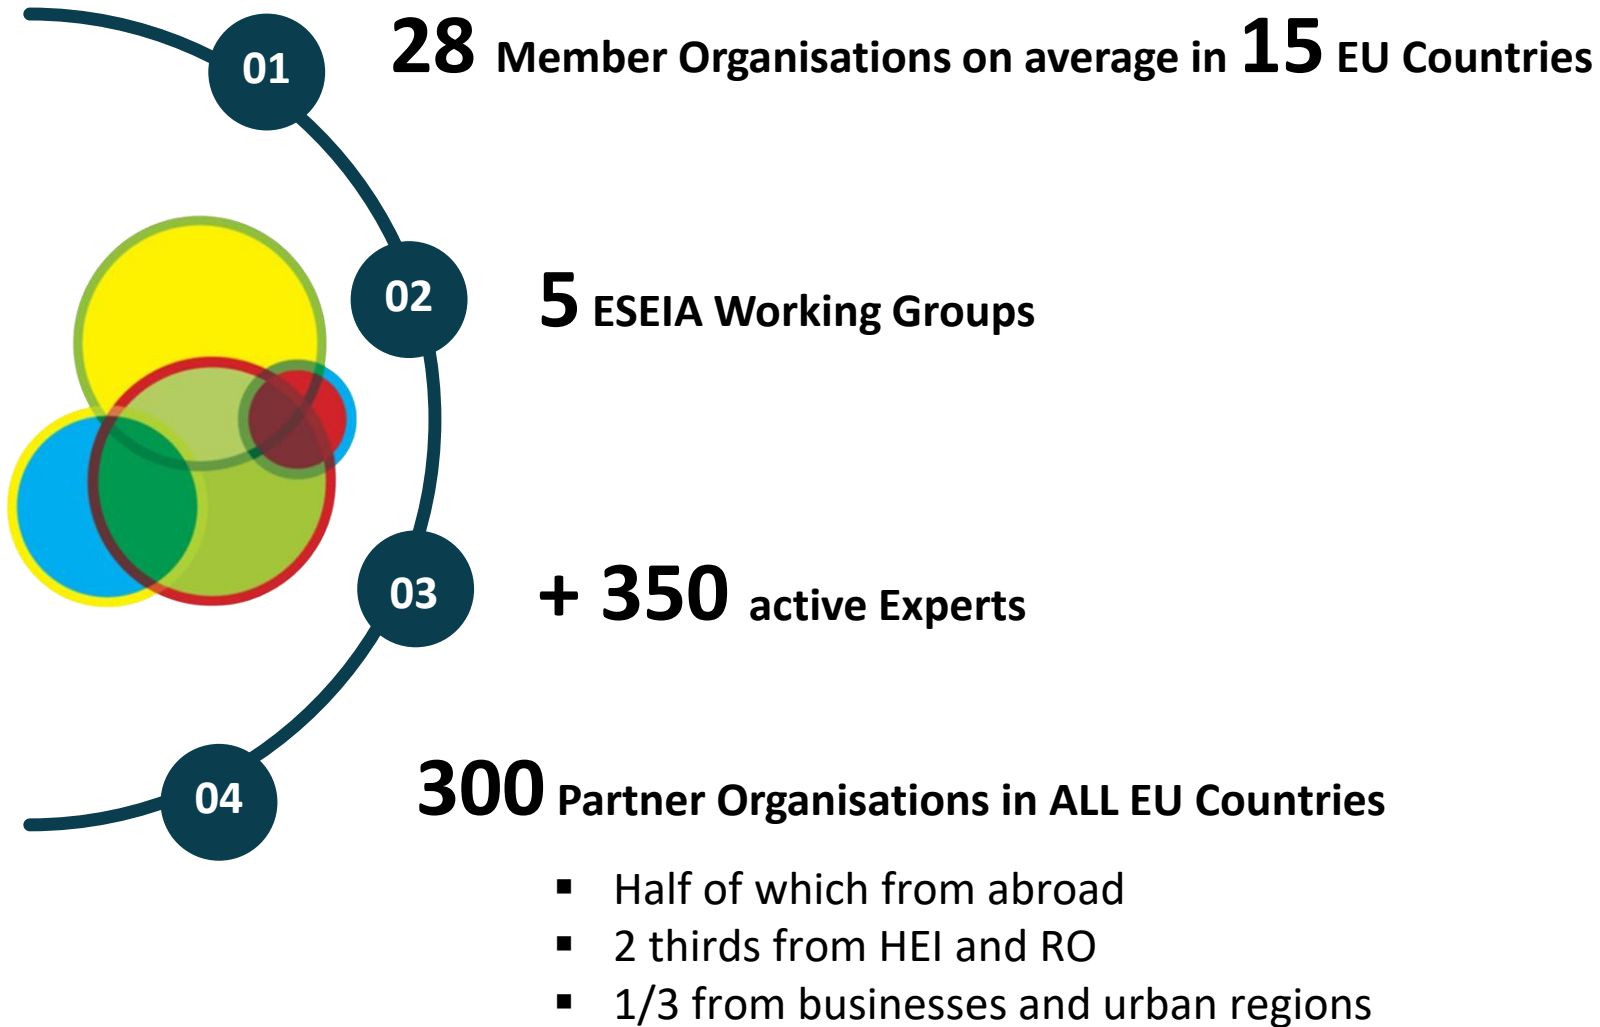 01
28 Member Organisations on average in 15 EU Countries
02
5 ESEIA Working Groups
03
+ 350 active Experts
04
300 Partner Organisations in ALL EU Countries
▪ Half of which from abroad
▪ 2 thirds from HEI and RO
▪ 1/3 from businesses and urban regions